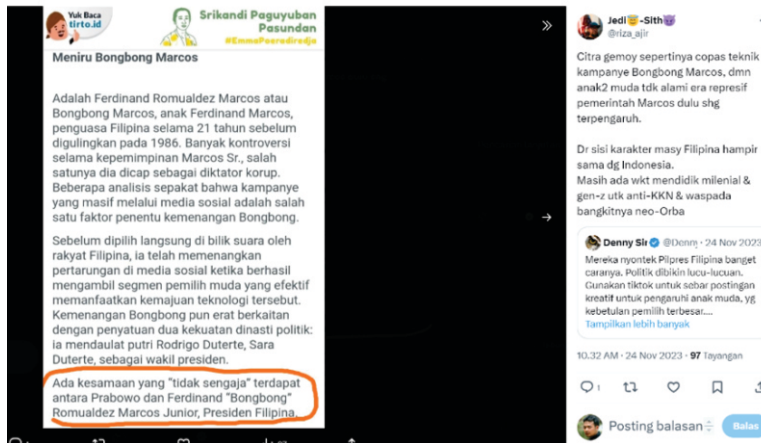 Yuk Baca
tirto.id
Srikandi Paguyuban
Pasundan
#EmmaPoeradiredja
Meniru Bongbong Marcos
Adalah Ferdinand Romualdez Marcos atau
Bongbong Marcos, anak Ferdinand Marcos,
penguasa Filipina selama 21 tahun sebelum
digulingkan pada 1986. Banyak kontroversi
selama kepemimpinan Marcos Sr., salah
satunya dia dicap sebagai diktator korup.
Beberapa analisis sepakat bahwa kampanye
yang masif melalui media sosial adalah salah
satu faktor penentu kemenangan Bongbong.
Sebelum dipilih langsung di bilik suara oleh
rakyat Filipina, ia telah memenangkan
pertarungan di media sosial ketika berhasil
mengambil segmen pemilih muda yang efektif
memanfaatkan kemajuan teknologi tersebut.
Kemenangan Bongbong pun erat berkaitan
dengan penyatuan dua kekuatan dinasti politik:
ia mendaulat putri Rodrigo Duterte, Sara
Duterte, sebagai wakil presiden.
Ada kesamaan yang "tidak sengaja" terdapat
antara Prabowo dan Ferdinand "Bongbong"
Romualdez Marcos Junior, Presiden Filipina.
Jedi😇-Sith😈
@riza_ajir
Citra gemoy sepertinya copas teknik
kampanye Bongbong Marcos, dmn
anak2 muda tdk alami era represif
pemerintah Marcos dulu shg
terpengaruh.
Dr sisi karakter masy Filipina hampir
sama dg Indonesia.
Masih ada wkt mendidik milenial &
gen-z utk anti-KKN & waspada
bangkitnya neo-Orba
Denny Sir @Denny · 24 Nov 2023
Mereka nyontek Pilpres Filipina banget
caranya. Politik dibikin lucu-lucuan.
Gunakan tiktok untuk sebar postingan
kreatif untuk pengaruhi anak muda, yg
kebetulan pemilih terbesar....
Tampilkan lebih banyak
10.32 AM · 24 Nov 2023 · 97 Tayangan
1
Posting balasan
Balas